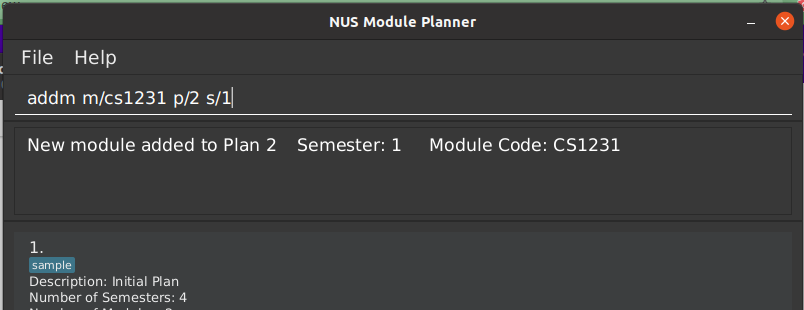 NUS Module Planner
File Help
addm m/cs1231 p/2 s/1
New module added to Plan 2 Semester: 1 Module Code: CS1231
1.
sample
Description: Initial Plan
Number of Semesters: 4